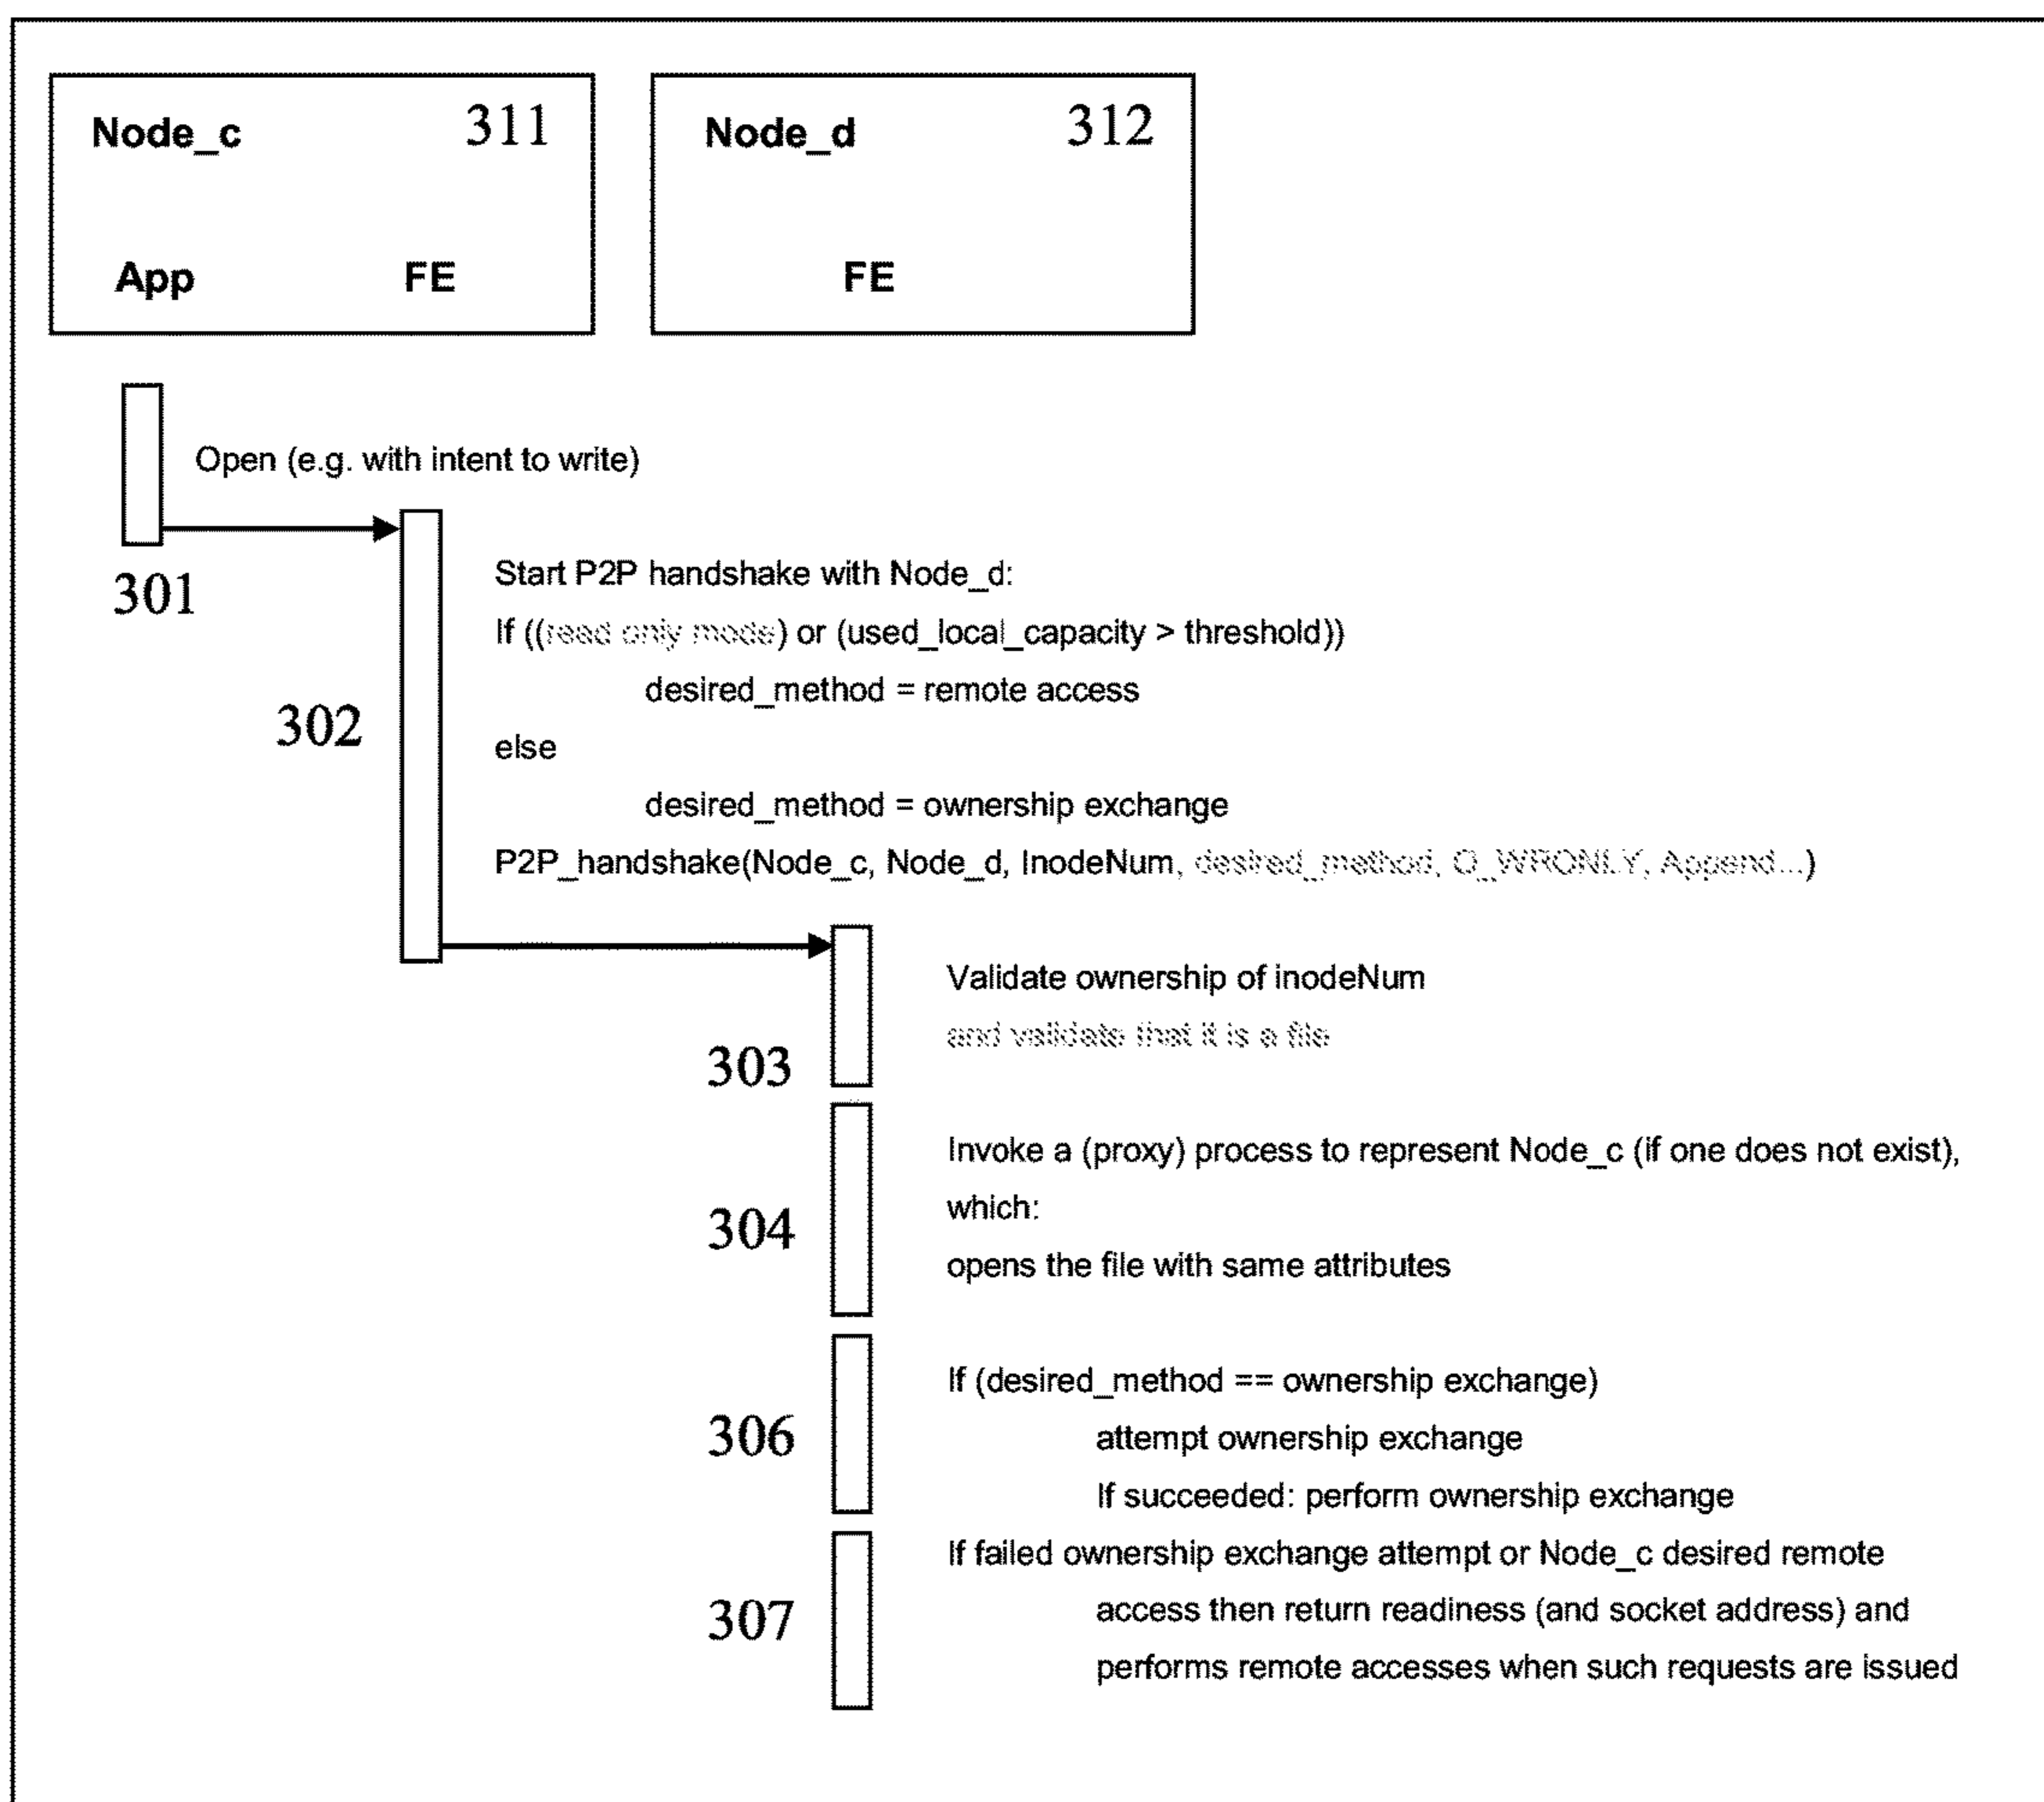 Node_c 311
App FE
Node_d 312
FE
Open (e.g. with intent to write)
301
Start P2P handshake with Node_d:
If ((read only mode) or (used_local_capacity > threshold))
desired_method = remote access
302
else
desired_method = ownership exchange
P2P_handshake(Node_c, Node_d, InodeNum, desired_method, O_WRONLY, Append...)
Validate ownership of inodeNum
and validate that it is a file
303
Invoke a (proxy) process to represent Node_c (if one does not exist),
which:
304
opens the file with same attributes
If (desired_method == ownership exchange)
306
attempt ownership exchange
If succeeded: perform ownership exchange
If failed ownership exchange attempt or Node_c desired remote
307
access then return readiness (and socket address) and
performs remote accesses when such requests are issued